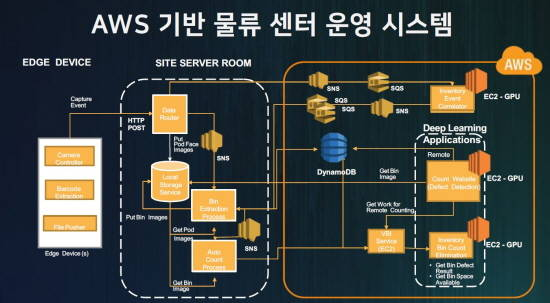 AWS 기반 물류 센터 운영 시스템
EDGE DEVICE
SITE SERVER ROOM
AWS
Capture
Event
HTTP
POST
Data
Router
Put
Pod Face
Images
SNS
SNS
SQS
SQS
SQS
SNS
Inventory
Event
Correlator
EC2 - GPU
Deep Learning
Applications
Camera
Controller
Barcode
Extraction
File Pusher
Edge Device(s)
Local
Storage
Service
Bin
Extraction
Process
DynamoDB
Get Bin
Image
Remote
Count Website
(Defect Detection)
EC2 - GPU
Put Bin Images
Get Work for
Remote Counting
Get Pod
Images
Auto
Count
Process
SNS
VBI
Service
(EC2)
Inventory
Bin Count
EC2 - GPU
Get Bin
Image
• Get Bin Defect
Result
• Get Bin Space
Available